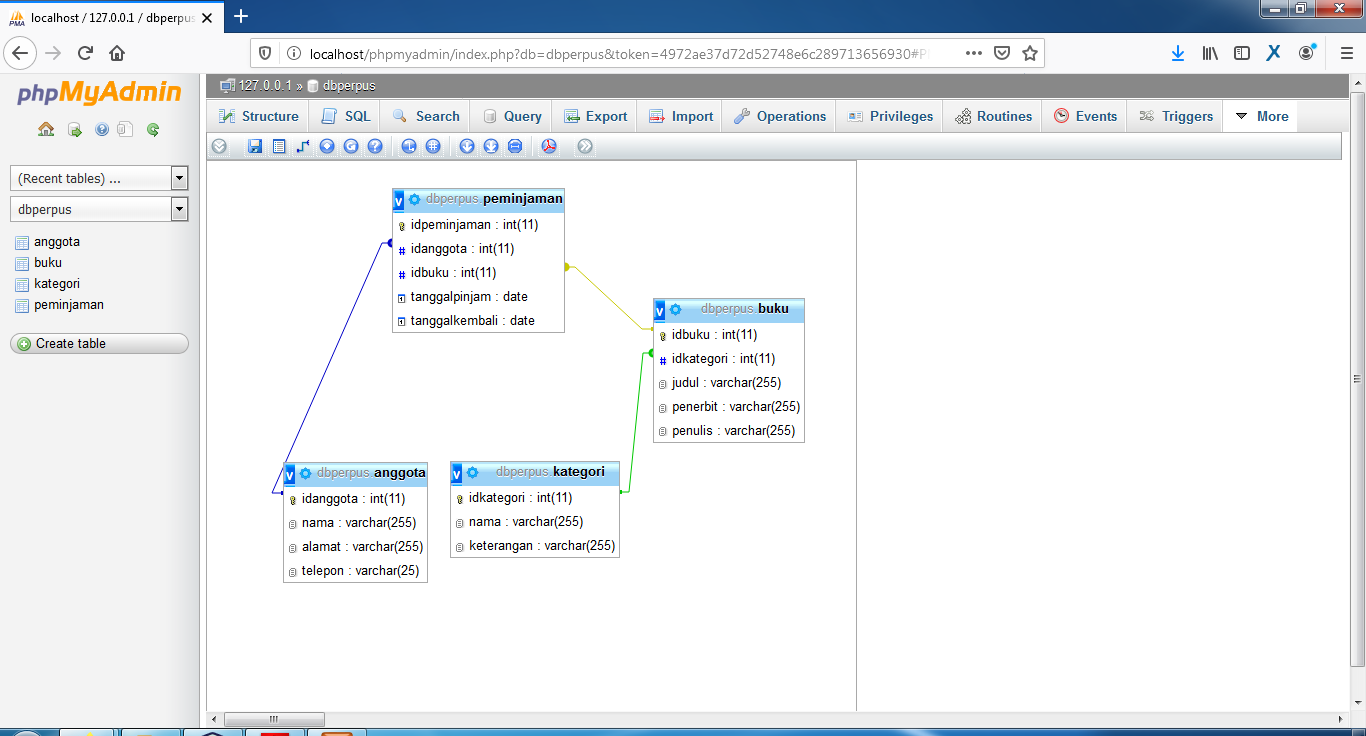 localhost / 127.0.0.1 / dbperpus
localhost/phpmyadmin/index.php?db=dbperpus&token=4972ae37d72d52748e6c289713656930#P
phpMyAdmin
127.0.0.1 » dbperpus
Structure SQL Search Query Export Import Operations Privileges Routines Events Triggers More
(Recent tables) ...
dbperpus
anggota
buku
kategori
peminjaman
Create table
v dbperpus.peminjaman
idpeminjaman : int(11)
idanggota : int(11)
idbuku : int(11)
tanggalpinjam : date
tanggalkembali : date
v dbperpus.buku
idbuku : int(11)
idkategori : int(11)
judul : varchar(255)
penerbit : varchar(255)
penulis : varchar(255)
v dbperpus.anggota
idanggota : int(11)
nama : varchar(255)
alamat : varchar(255)
telepon : varchar(25)
v dbperpus.kategori
idkategori : int(11)
nama : varchar(255)
keterangan : varchar(255)